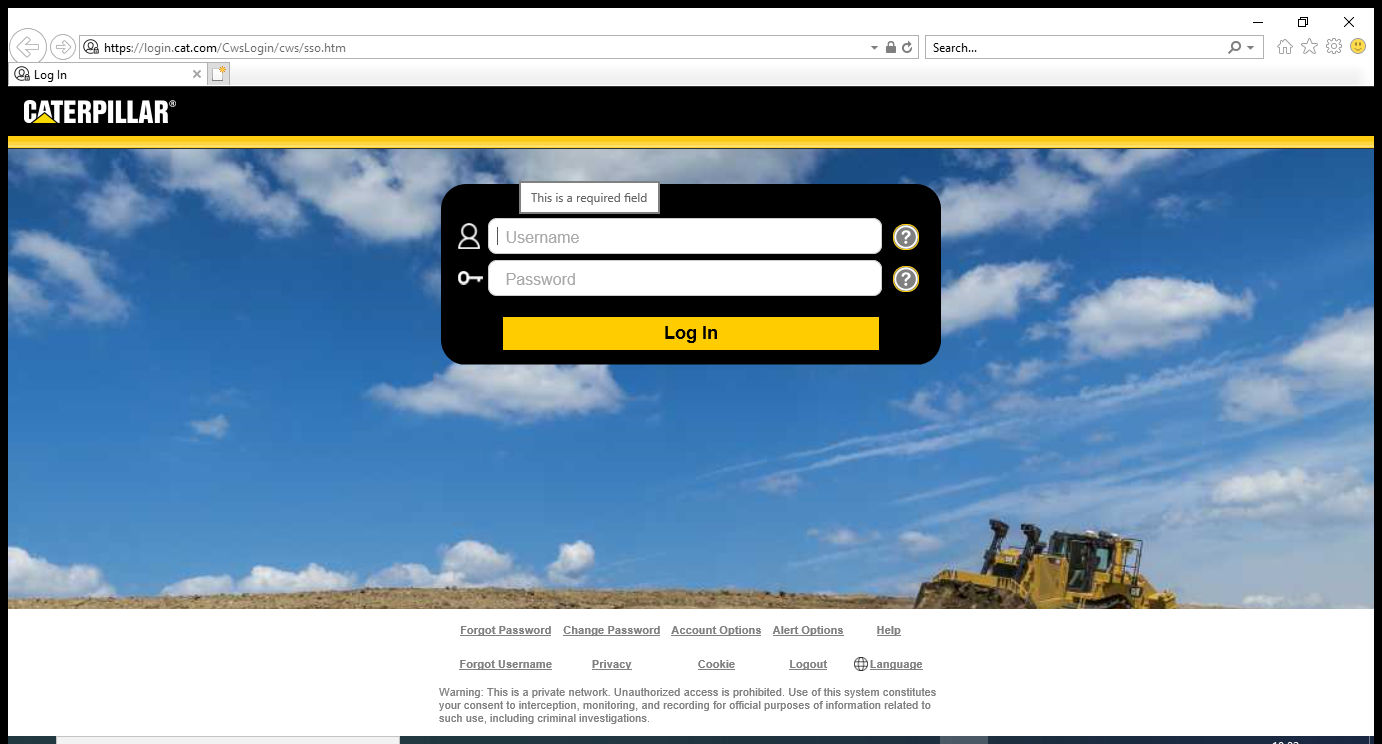 https://login.cat.com/CwsLogin/cws/sso.htm
Search...
Log In
CATERPILLAR®
This is a required field
Username
?
Password
?
Log In
Forgot Password Change Password Account Options Alert Options Help
Forgot Username Privacy Cookie Logout Language
Warning: This is a private network. Unauthorized access is prohibited. Use of this system constitutes
your consent to interception, monitoring, and recording for official purposes of information related to
such use, including criminal investigations.